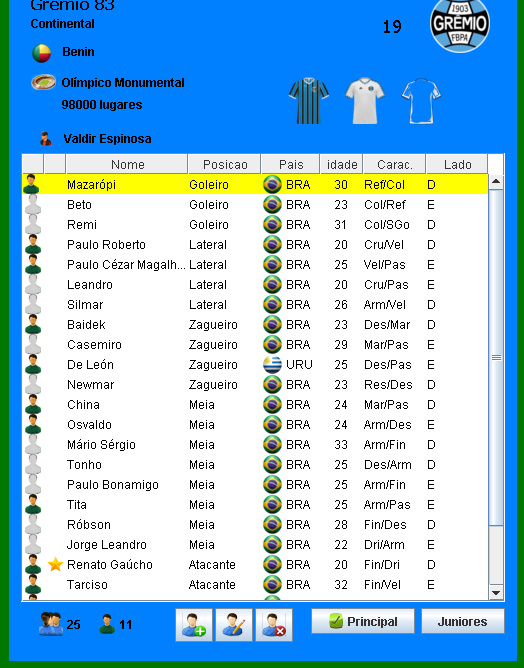 Grêmio 83
Continental
19
1903
GRÊMIO
FBPA
Benin
Olímpico Monumental
98000 lugares
Valdir Espinosa
Nome Posicao Pais idade Carac. Lado
Mazarópi Goleiro BRA 30 Ref/Col D
Beto Goleiro BRA 23 Col/Ref E
Remi Goleiro BRA 31 Col/SGo D
Paulo Roberto Lateral BRA 20 Cru/Vel D
Paulo Cézar Magalh... Lateral BRA 25 Vel/Pas E
Leandro Lateral BRA 20 Cru/Pas E
Silmar Lateral BRA 26 Arm/Vel D
Baidek Zagueiro BRA 23 Des/Mar D
Casemiro Zagueiro BRA 29 Mar/Pas E
De León Zagueiro URU 25 Des/Pas E
Newmar Zagueiro BRA 23 Res/Des D
China Meia BRA 24 Mar/Pas D
Osvaldo Meia BRA 24 Arm/Des E
Mário Sérgio Meia BRA 33 Arm/Fin D
Tonho Meia BRA 25 Des/Arm D
Paulo Bonamigo Meia BRA 25 Arm/Fin E
Tita Meia BRA 25 Arm/Pas E
Róbson Meia BRA 28 Fin/Des D
Jorge Leandro Meia BRA 22 Dri/Arm E
Renato Gaúcho Atacante BRA 20 Fin/Dri D
Tarciso Atacante BRA 32 Fin/Vel E
25 11 Principal Juniores